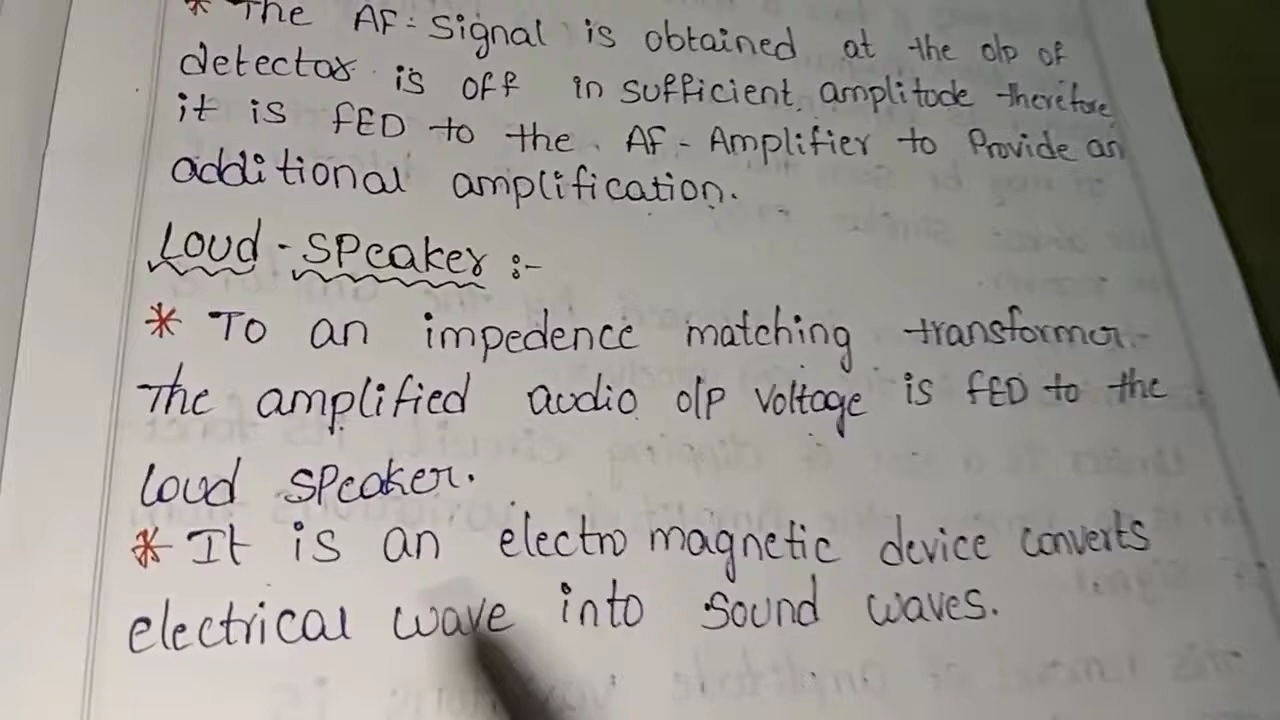 * The AF-Signal is obtained at the o/p of
detector is off in sufficient, amplitode therefore
it is FED to the AF-Amplifier to Provide an
additional amplification.
Loud-Speaker :-
* To an impedence matching transformer.
The amplified audio o/p voltage is FED to the
loud speaker.
* It is an electro magnetic device converts
electrical wave into sound waves.